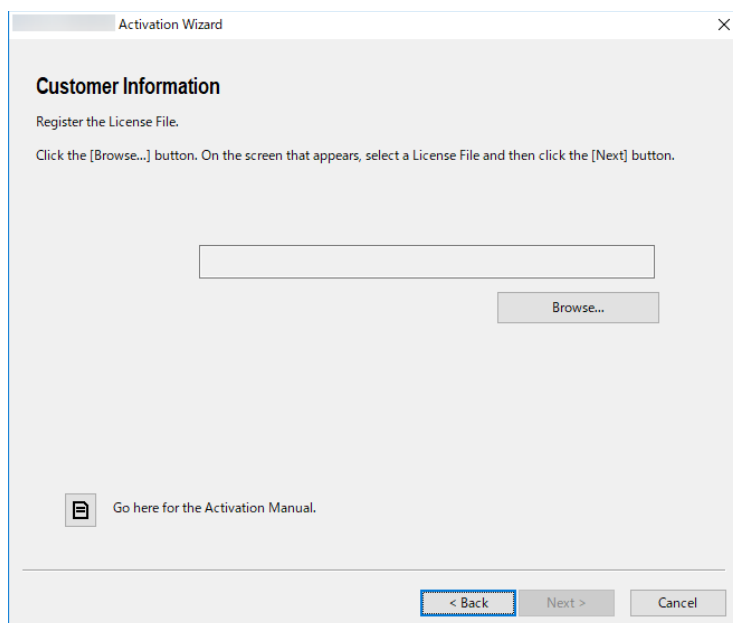 Activation Wizard
Customer Information
Register the License File.
Click the [Browse...] button. On the screen that appears, select a License File and then click the [Next] button.
Browse...
Go here for the Activation Manual.
< Back
Next >
Cancel